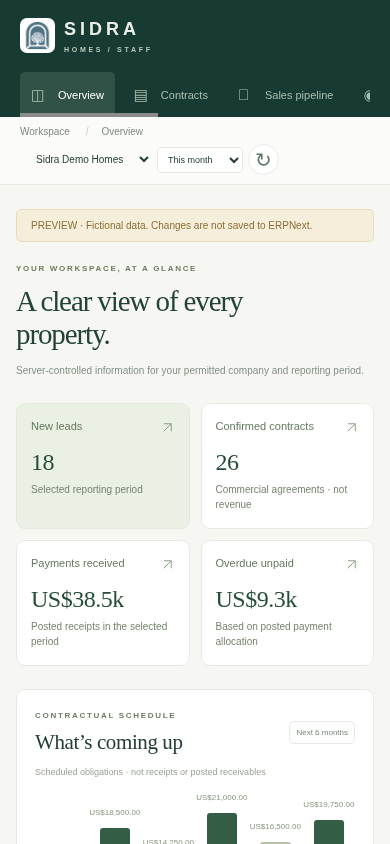 SIDRA
HOMES / STAFF
Overview
Contracts
Sales pipeline
Workspace / Overview
Sidra Demo Homes
This month
PREVIEW · Fictional data. Changes are not saved to ERPNext.
YOUR WORKSPACE, AT A GLANCE
A clear view of every
property.
Server-controlled information for your permitted company and reporting period.
New leads
18
Selected reporting period
Confirmed contracts
26
Commercial agreements · not
revenue
Payments received
US$38.5k
Posted receipts in the selected
period
Overdue unpaid
US$9.3k
Based on posted payment
allocation
CONTRACTUAL SCHEDULE
What’s coming up
Next 6 months
Scheduled obligations · not receipts or posted receivables
US$18,500.00
US$14,250.00
US$21,000.00
US$16,500.00
US$19,750.00